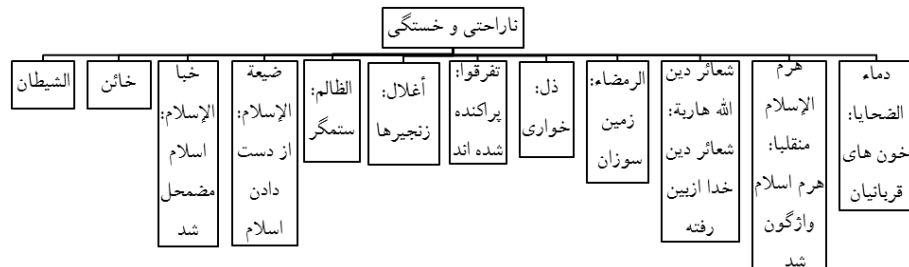 ناراحتی و خستگی
دماء
الضحایا:
خون های
قربانیان
هرم
الإسلام
منقلبا:
هرم اسلام
واژگون
شد
شعائر دین
الله هاربة:
شعائر دین
خدا ازبین
رفته
الرمضاء:
زمین
سوزان
ذل:
خواری
تفرقوا:
پراکنده
شده اند
أغلال:
زنجیرها
الظالم:
ستمگر
ضیعة
الإسلام:
از دست
دادن
اسلام
خبا
الإسلام:
اسلام
مضمحل
شد
خائن
الشیطان